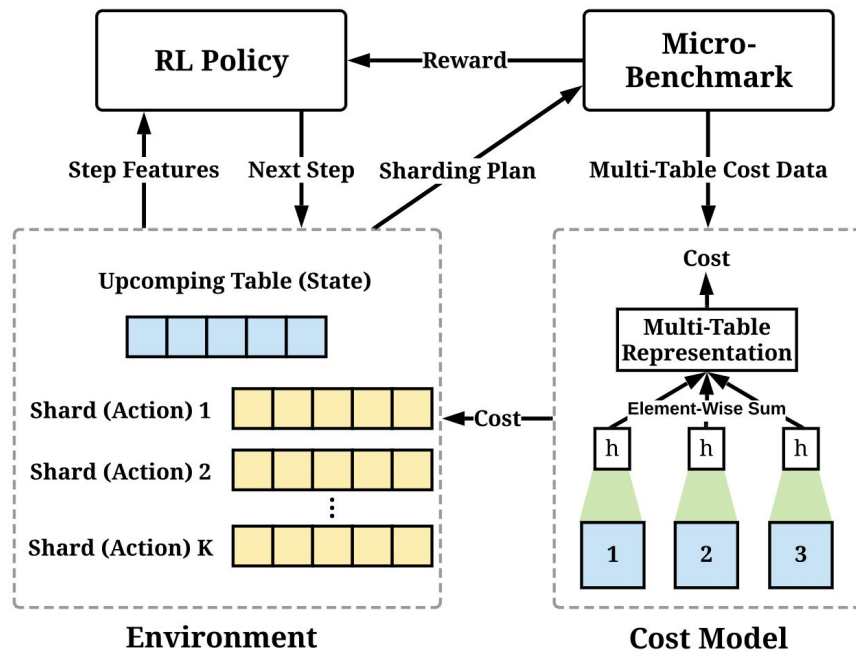 RL Policy
Reward
Micro-
Benchmark
Step Features
Next Step
Sharding Plan
Multi-Table Cost Data
Upcomping Table (State)
Shard (Action) 1
Shard (Action) 2
Shard (Action) K
Cost
Cost
Multi-Table
Representation
Element-Wise Sum
h
h
h
1
2
3
Environment
Cost Model